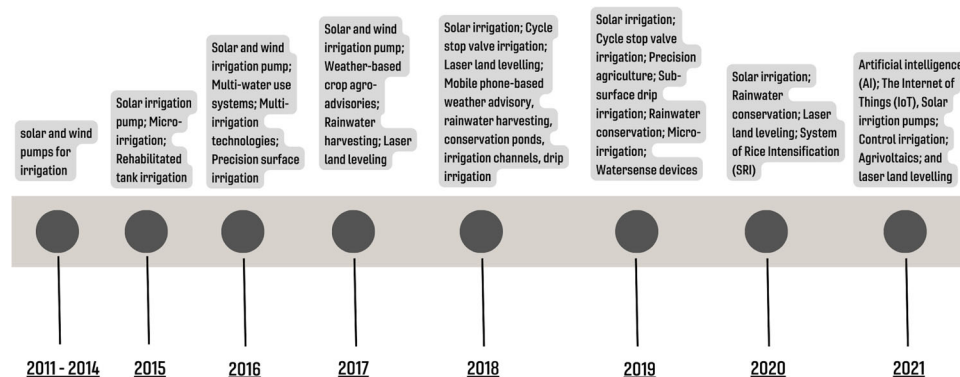 solar and wind
pumps for
irrigation
Solar irrigation
pump; Micro-
irrigation;
Rehabilitated
tank irrigation
Solar and wind
irrigation pump;
Multi-water use
systems; Multi-
irrigation
technologies;
Precision surface
irrigation
Solar and wind
irrigation pump;
Weather-based
crop agro-
advisories;
Rainwater
harvesting; Laser
land leveling
Solar irrigation; Cycle
stop valve irrigation;
Laser land levelling;
Mobile phone-based
weather advisory,
rainwater harvesting,
conservation ponds,
irrigation channels, drip
irrigation
Solar irrigation;
Cycle stop valve
irrigation; Precision
agriculture; Sub-
surface drip
irrigation; Rainwater
conservation; Micro-
irrigation;
Watersense devices
Solar irrigation;
Rainwater
conservation; Laser
land leveling; System
of Rice Intensification
(SRI)
Artificial intelligence
(AI); The Internet of
Things (IoT), Solar
irrigtion pumps;
Control irrigation;
Agrivoltaics; and
laser land levelling
2011 - 2014
2015
2016
2017
2018
2019
2020
2021